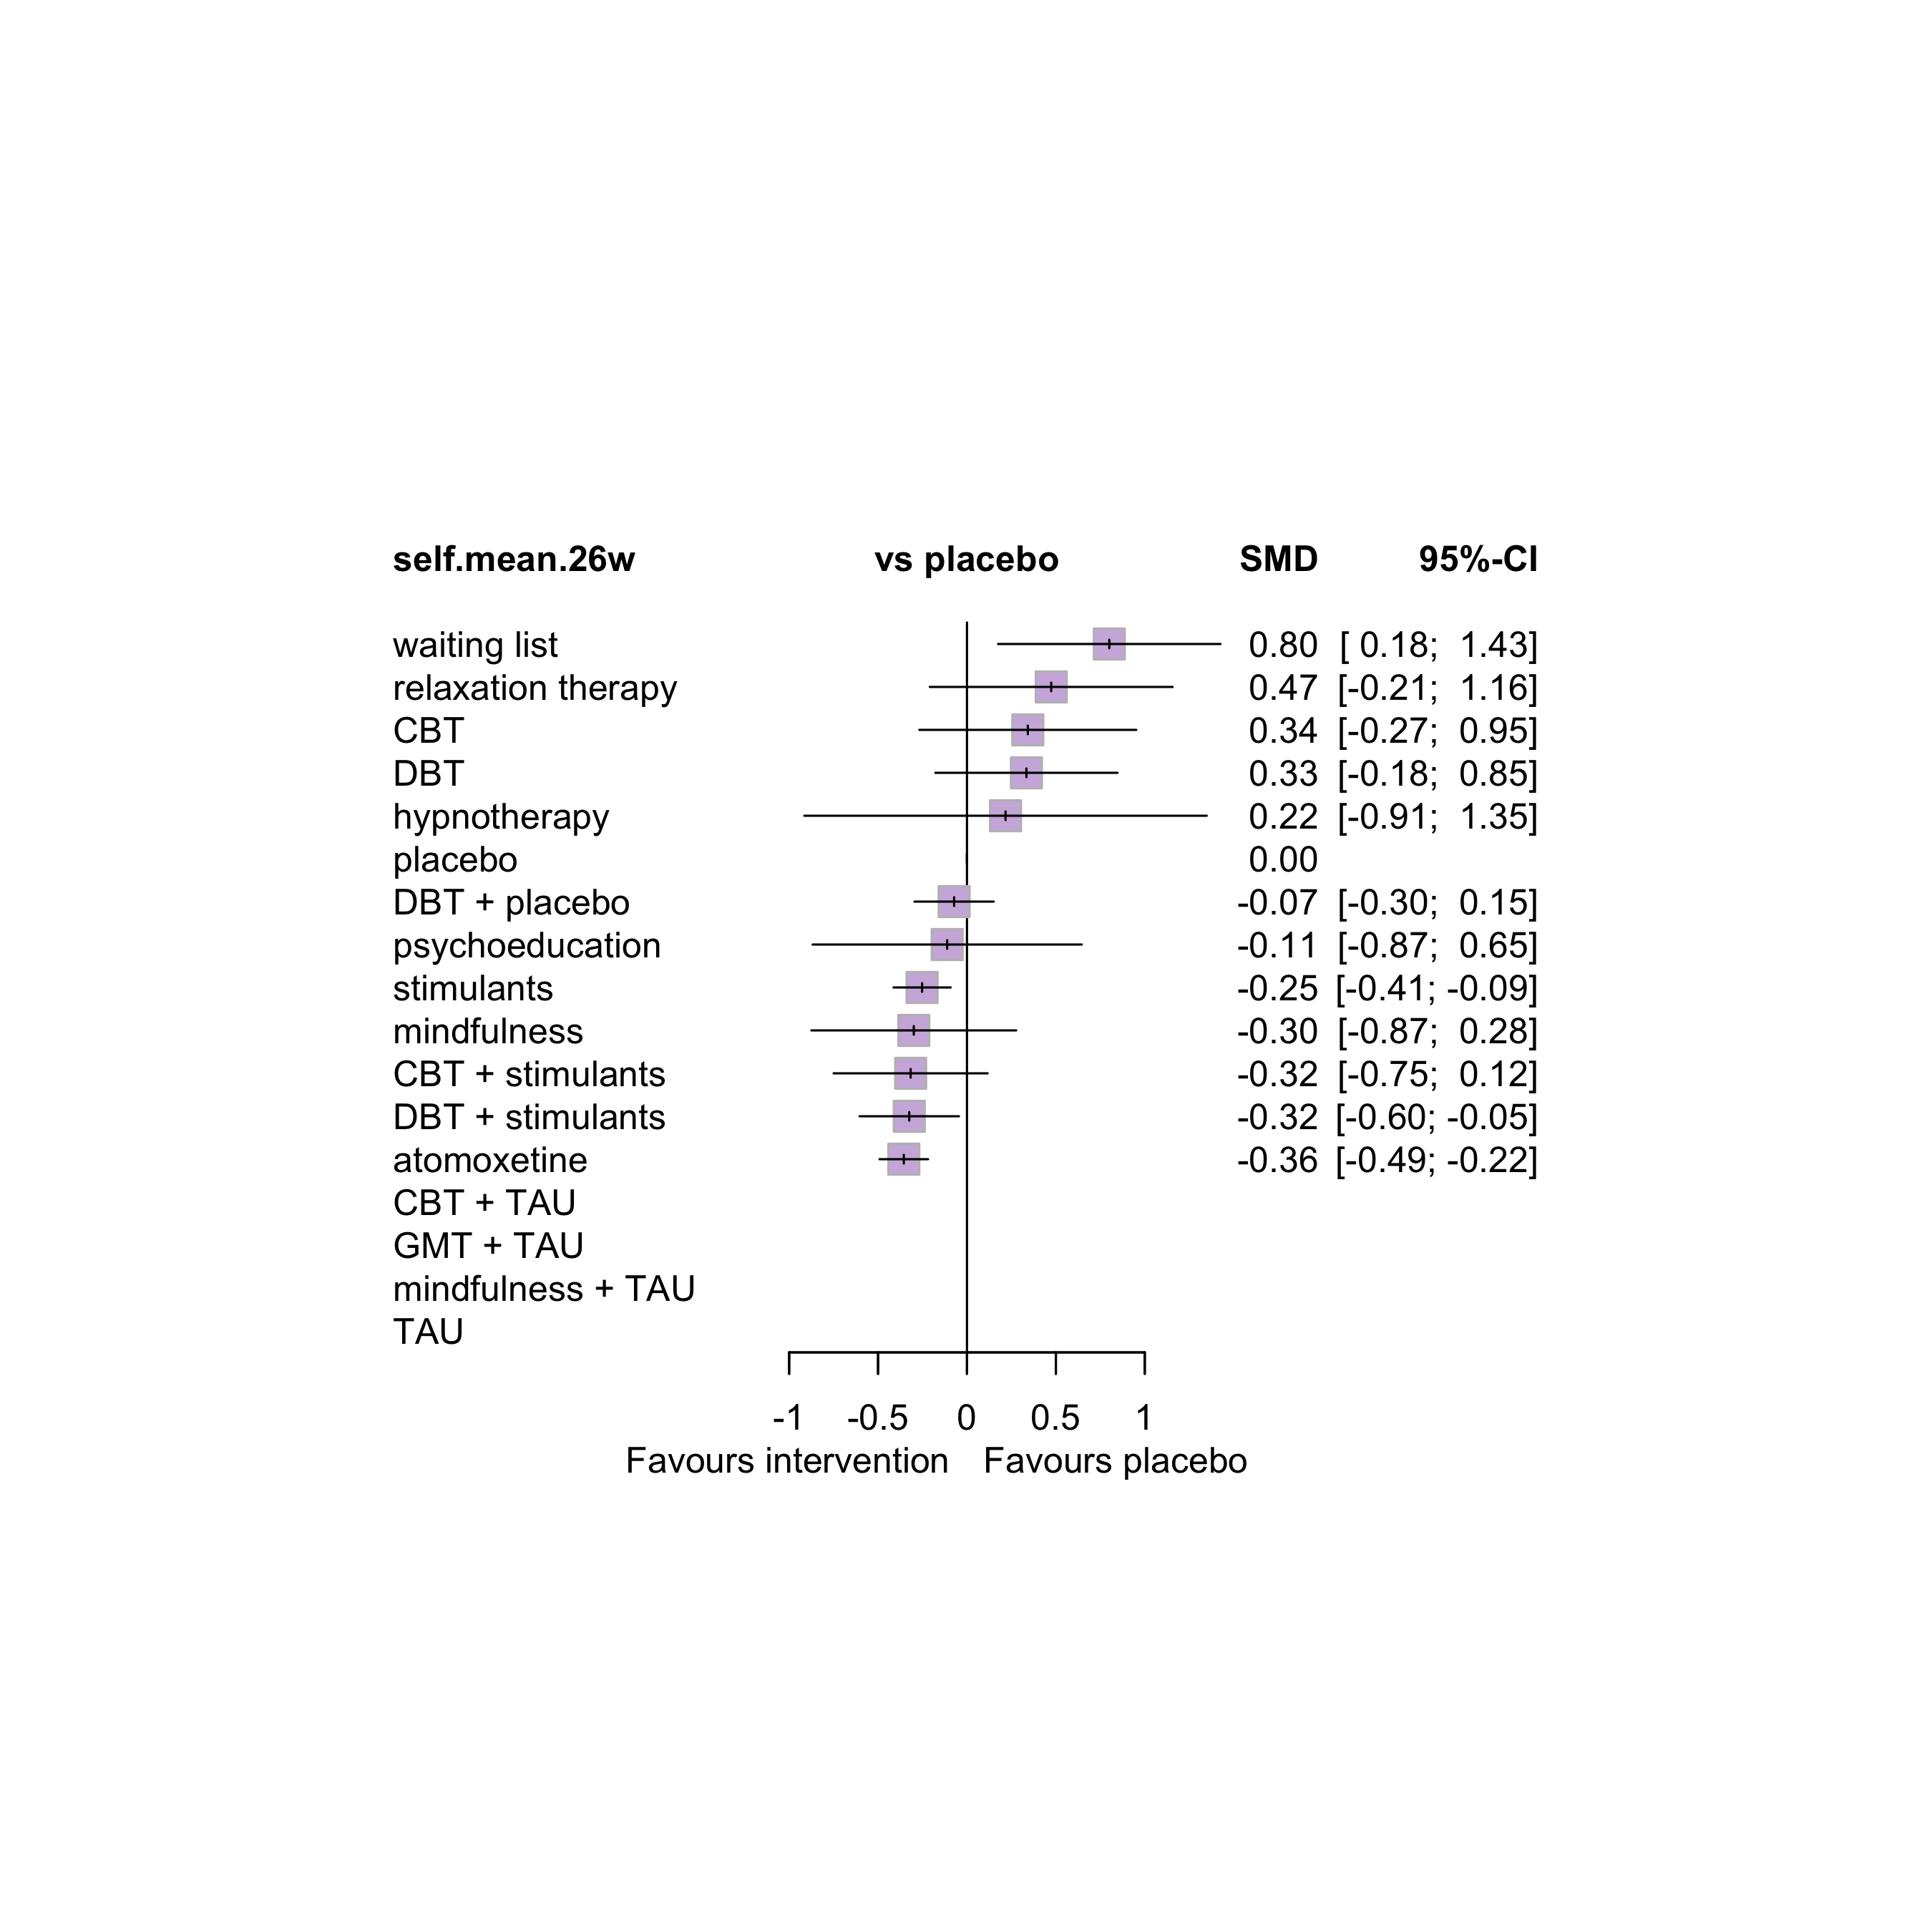 self.mean.26w vs placebo SMD 95%-CI
waiting list 0.80 [ 0.18; 1.43]
relaxation therapy 0.47 [-0.21; 1.16]
CBT 0.34 [-0.27; 0.95]
DBT 0.33 [-0.18; 0.85]
hypnotherapy 0.22 [-0.91; 1.35]
placebo 0.00
DBT + placebo -0.07 [-0.30; 0.15]
psychoeducation -0.11 [-0.87; 0.65]
stimulants -0.25 [-0.41; -0.09]
mindfulness -0.30 [-0.87; 0.28]
CBT + stimulants -0.32 [-0.75; 0.12]
DBT + stimulants -0.32 [-0.60; -0.05]
atomoxetine -0.36 [-0.49; -0.22]
CBT + TAU
GMT + TAU
mindfulness + TAU
TAU
-1 -0.5 0 0.5 1
Favours intervention Favours placebo